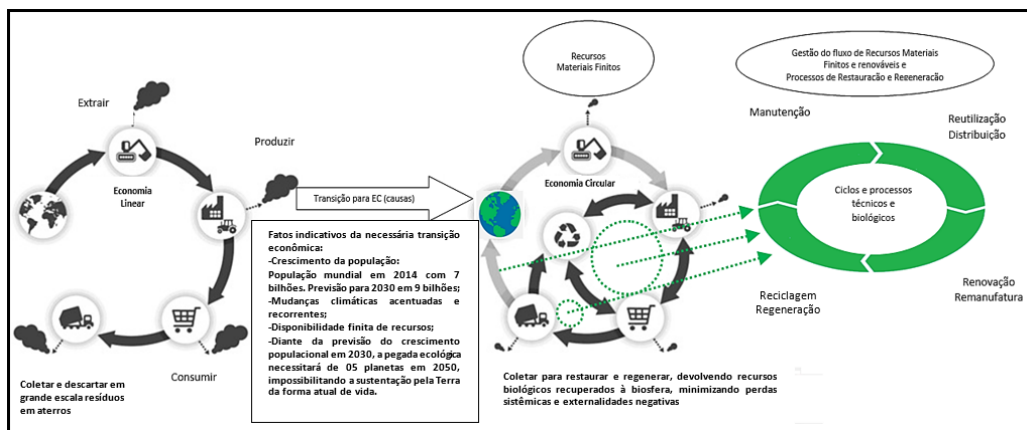 Extrair
Economia
Linear
Produzir
Consumir
Coletar e descartar em
grande escala resíduos
em aterros
Transição para EC (causas)
Fatos indicativos da necessária transição
econômica:
-Crescimento da população:
População mundial em 2014 com 7
bilhões. Previsão para 2030 em 9 bilhões;
-Mudanças climáticas acentuadas e
recorrentes;
-Disponibilidade finita de recursos;
-Diante da previsão do crescimento
populacional em 2030, a pegada ecológica
necessitará de 05 planetas em 2050,
impossibilitando a sustentação pela Terra
da forma atual de vida.
Recursos
Materiais Finitos
Economia Circular
Coletar para restaurar e regenerar, devolvendo recursos
biológicos recuperados à biosfera, minimizando perdas
sistêmicas e externalidades negativas
Gestão do fluxo de Recursos Materiais
Finitos e renováveis e
Processos de Restauração e Regeneração
Manutenção
Reutilização
Distribuição
Ciclos e processos
técnicos e
biológicos
Reciclagem
Regeneração
Renovação
Remanufatura